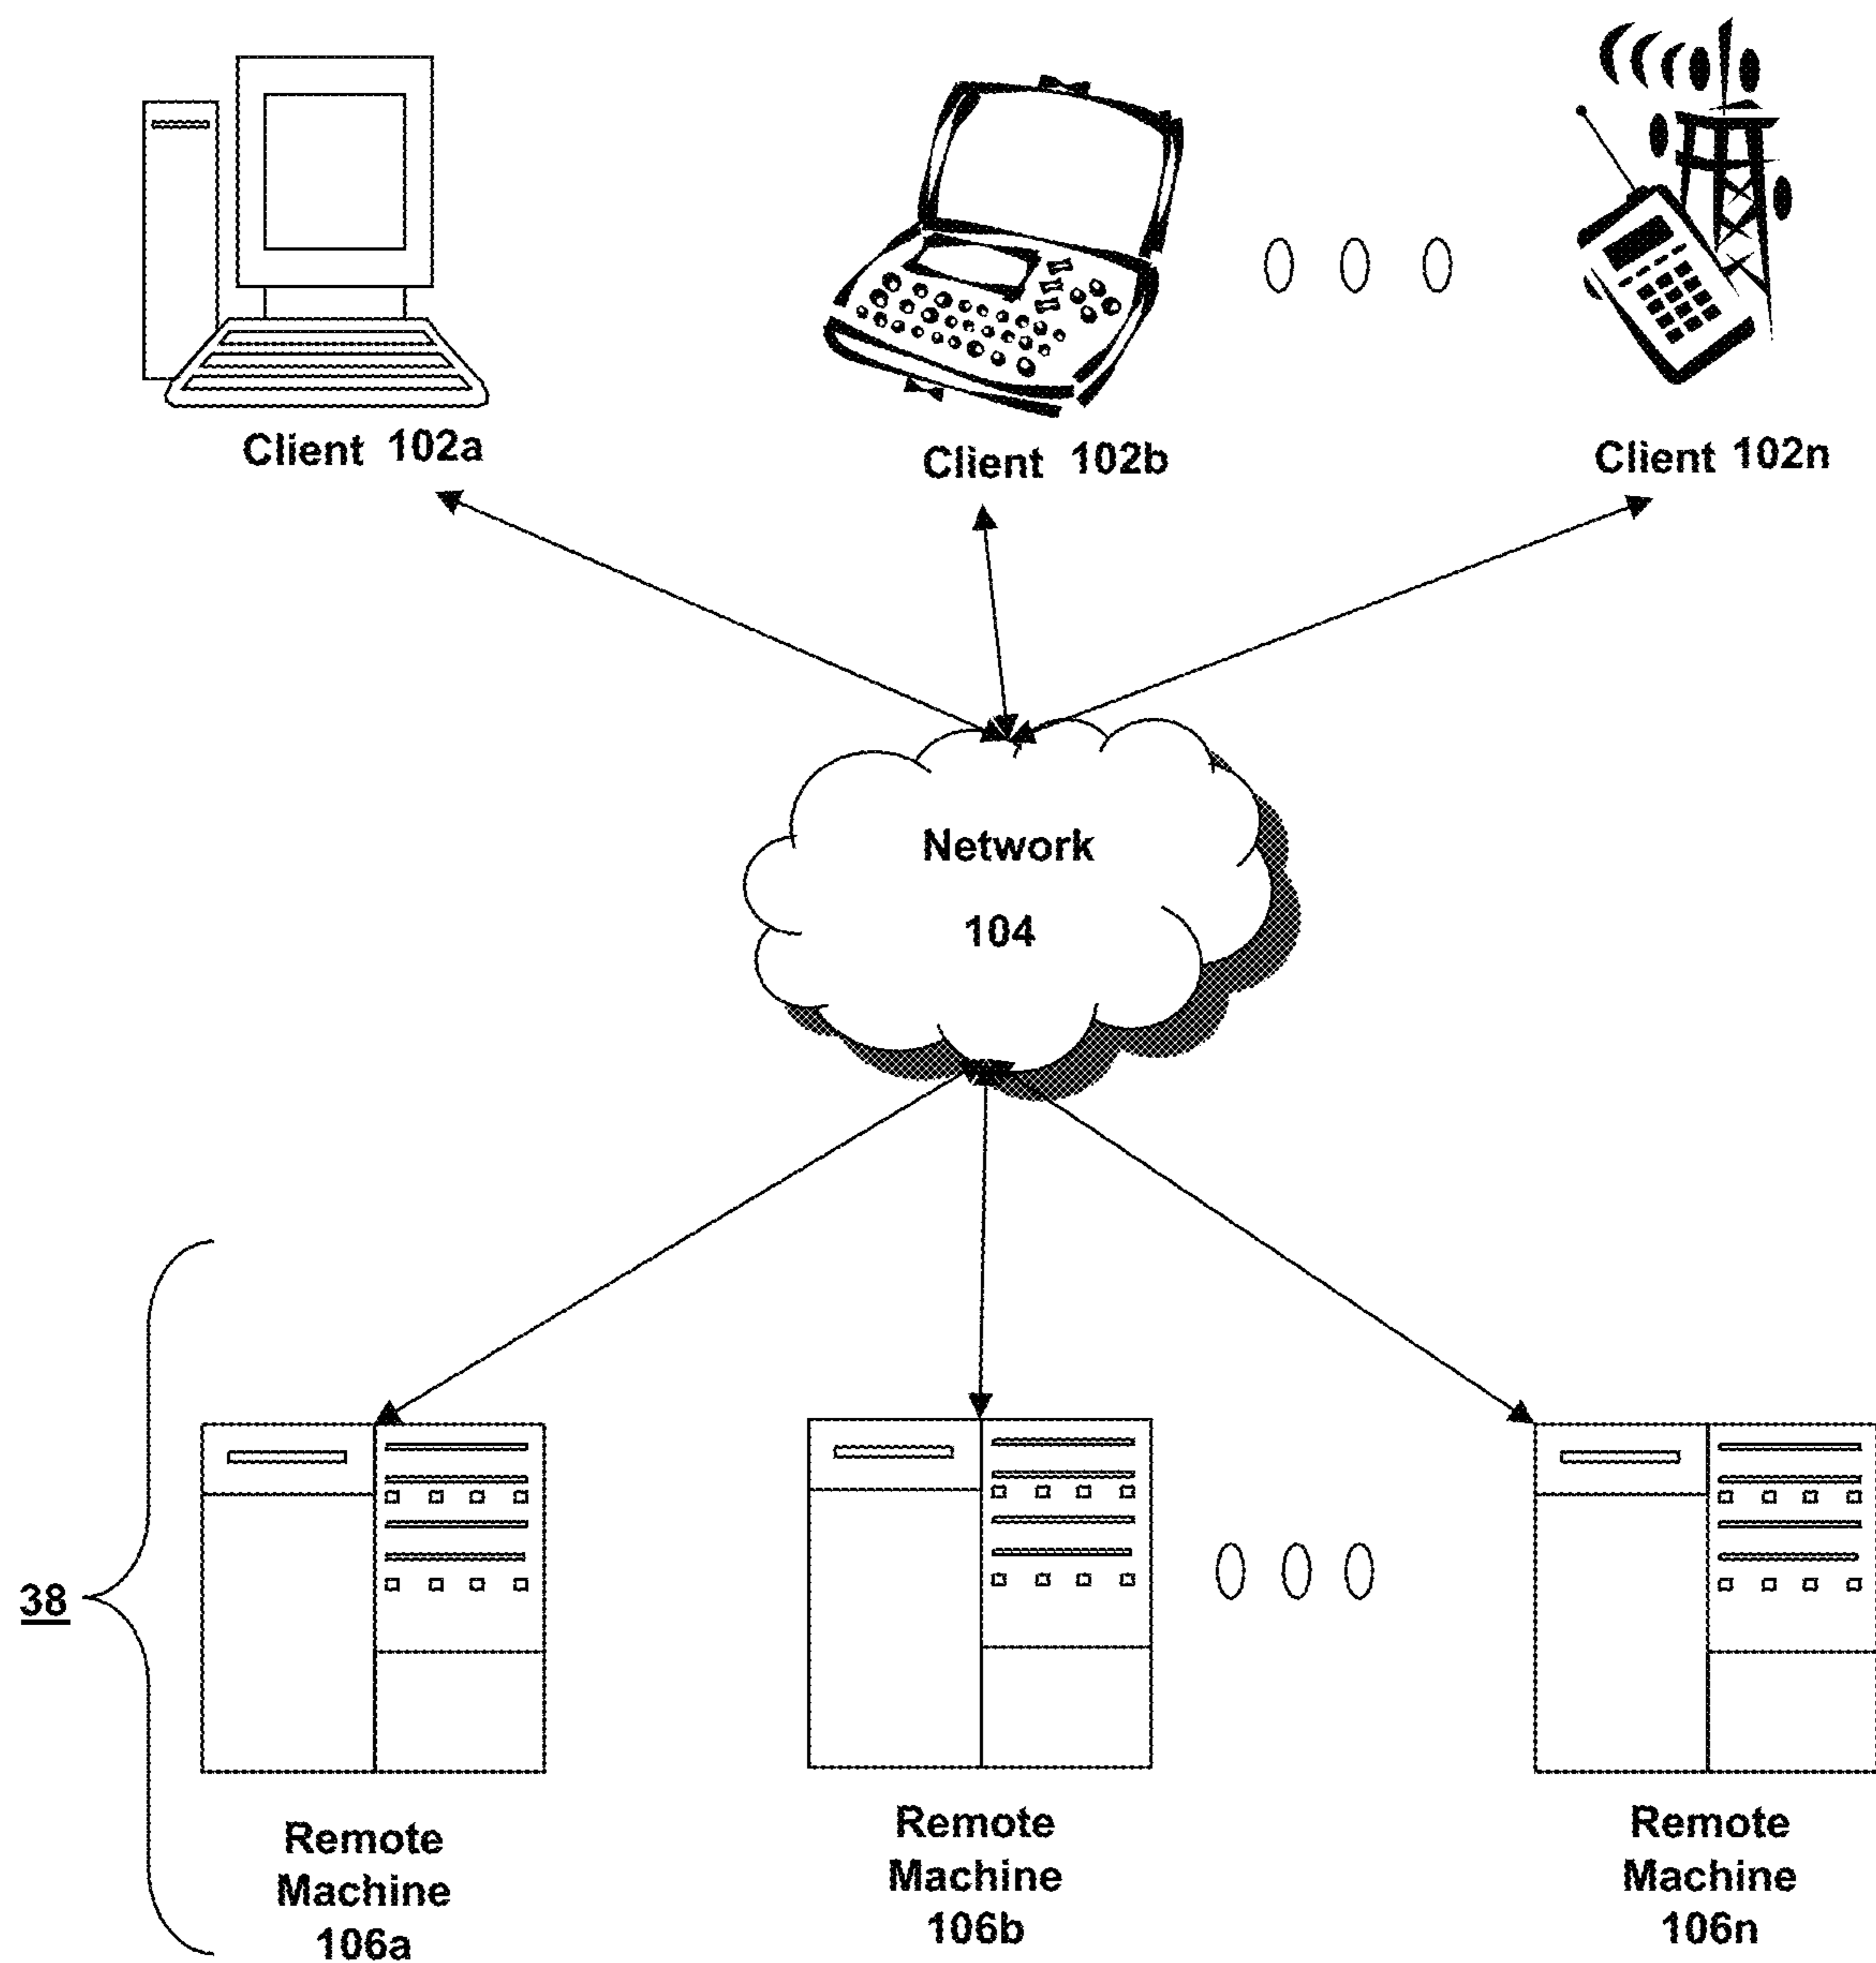 Client 102a
Client 102b
Client 102n
Network
104
38
Remote
Machine
106a
Remote
Machine
106b
Remote
Machine
106n